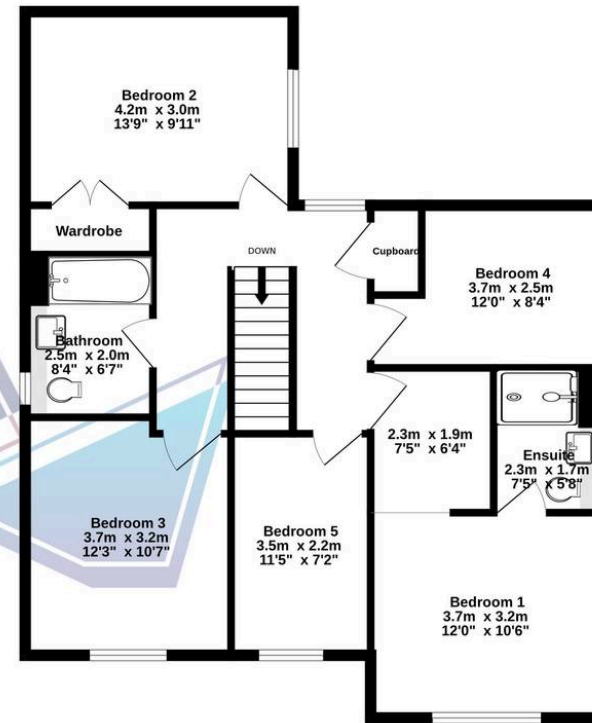 Bedroom 2
4.2m x 3.0m
13'9" x 9'11"
Wardrobe
DOWN
Cupboard
Bedroom 4
3.7m x 2.5m
12'0" x 8'4"
Bathroom
2.5m x 2.0m
8'4" x 6'7"
2.3m x 1.9m
7'5" x 6'4"
Ensuite
2.3m x 1.7m
7'5" x 5'8"
Bedroom 3
3.7m x 3.2m
12'3" x 10'7"
Bedroom 5
3.5m x 2.2m
11'5" x 7'2"
Bedroom 1
3.7m x 3.2m
12'0" x 10'6"